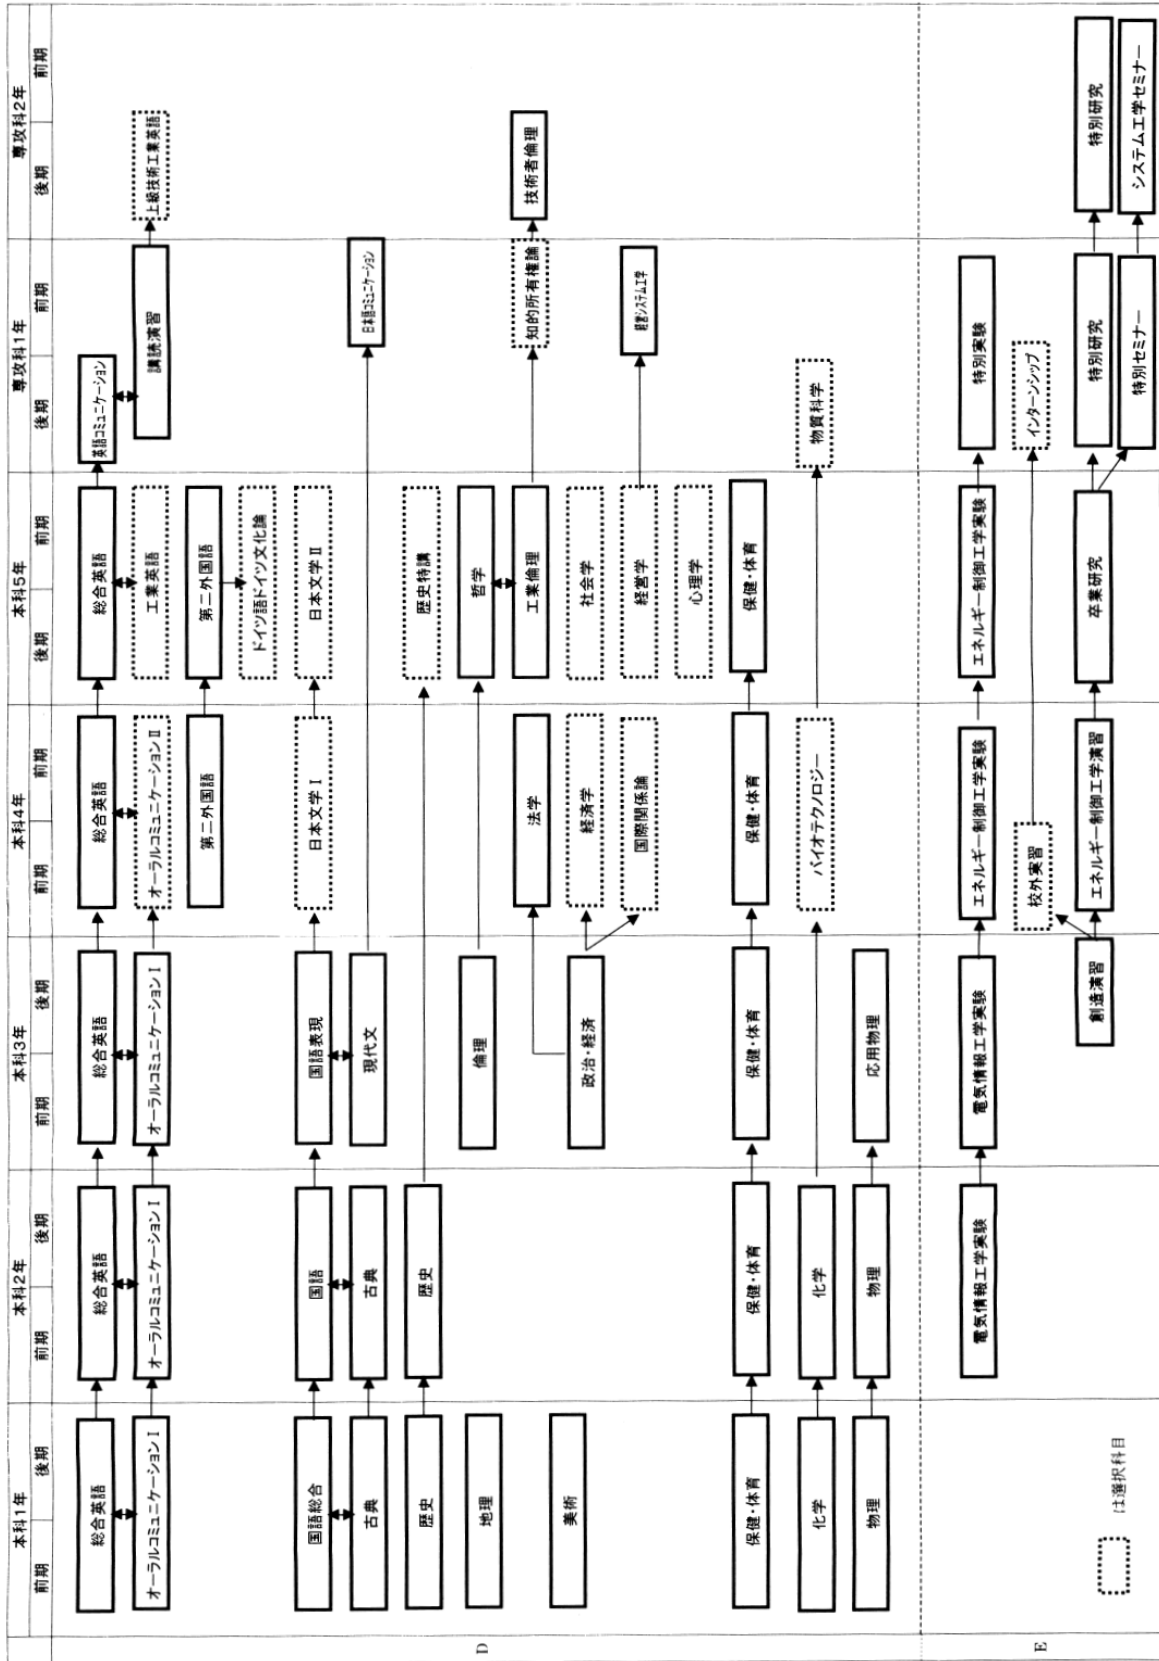 本科1年 本科2年 本科3年 本科4年 本科5年 専攻科1年 専攻科2年
前期 後期 前期 後期 前期 後期 前期 前期 後期 前期 後期 前期 後期 前期
D
総合英語 総合英語 総合英語 総合英語 総合英語 英語コミュニケーション
オーラルコミュニケーションⅠ オーラルコミュニケーションⅠ オーラルコミュニケーションⅠ オーラルコミュニケーションⅡ 工業英語 講読演習 上級技術工業英語
第二外国語 第二外国語
ドイツ語ドイツ文化論
国語総合 国語 国語表現 日本文学Ⅰ 日本文学Ⅱ
古典 古典 現代文 日本語コミュニケーション
歴史 歴史 歴史特講
地理 倫理 哲学
法学 工業倫理 知的所有権論 技術者倫理
美術 政治・経済 経済学 社会学
国際関係論 経営学 経営システム工学
心理学
保健・体育 保健・体育 保健・体育 保健・体育 保健・体育
化学 化学 バイオテクノロジー 物質科学
物理 物理 応用物理
E
電気情報工学実験 電気情報工学実験 エネルギー制御工学実験 エネルギー制御工学実験 特別実験
校外実習 インターンシップ
創造演習 エネルギー制御工学演習 卒業研究 特別研究 特別研究
特別セミナー システム工学セミナー
は選択科目